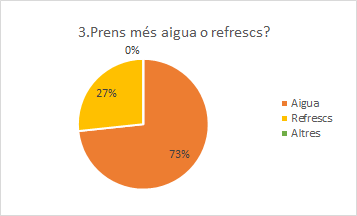 3.Prens més aigua o refrescs?
0%
27%
73%
Aigua
Refrescs
Altres